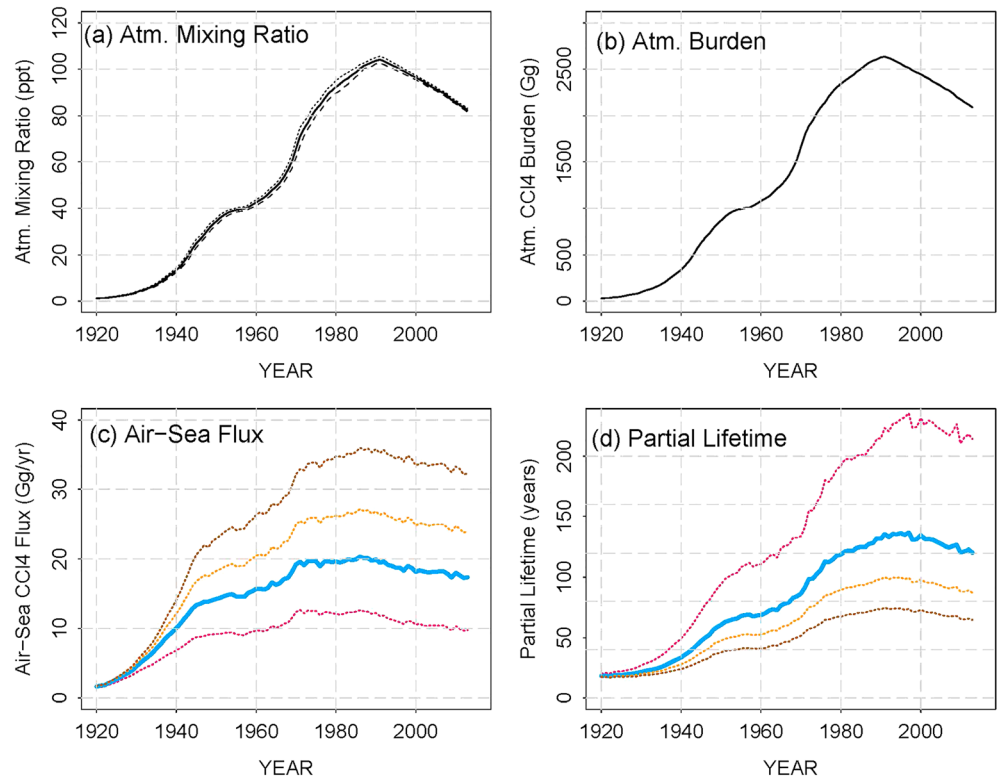 (a) Atm. Mixing Ratio
Atm. Mixing Ratio (ppt)
120
100
80
60
40
20
0
1920 1940 1960 1980 2000
YEAR
(b) Atm. Burden
Atm. CCl4 Burden (Gg)
2500
1500
500
0
1920 1940 1960 1980 2000
YEAR
(c) Air−Sea Flux
Air−Sea CCl4 Flux (Gg/yr)
40
30
20
10
0
1920 1940 1960 1980 2000
YEAR
(d) Partial Lifetime
Partial Lifetime (years)
200
150
100
50
0
1920 1940 1960 1980 2000
YEAR